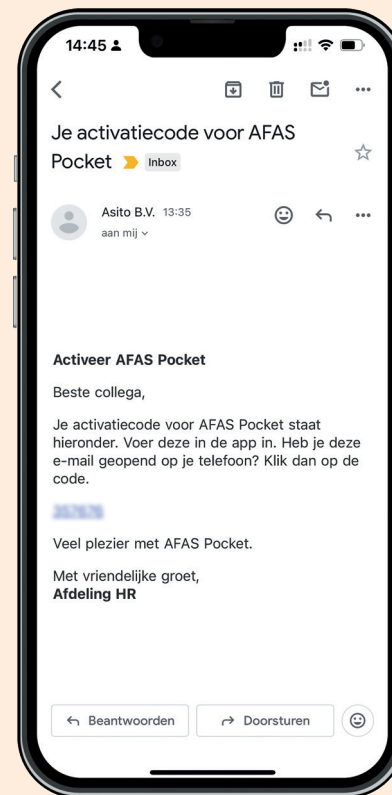 14:45
Je activatiecode voor AFAS
Pocket Inbox
Asito B.V. 13:35
aan mij
Activeer AFAS Pocket
Beste collega,
Je activatiecode voor AFAS Pocket staat
hieronder. Voer deze in de app in. Heb je deze
e-mail geopend op je telefoon? Klik dan op de
code.
Veel plezier met AFAS Pocket.
Met vriendelijke groet,
Afdeling HR
Beantwoorden
Doorsturen